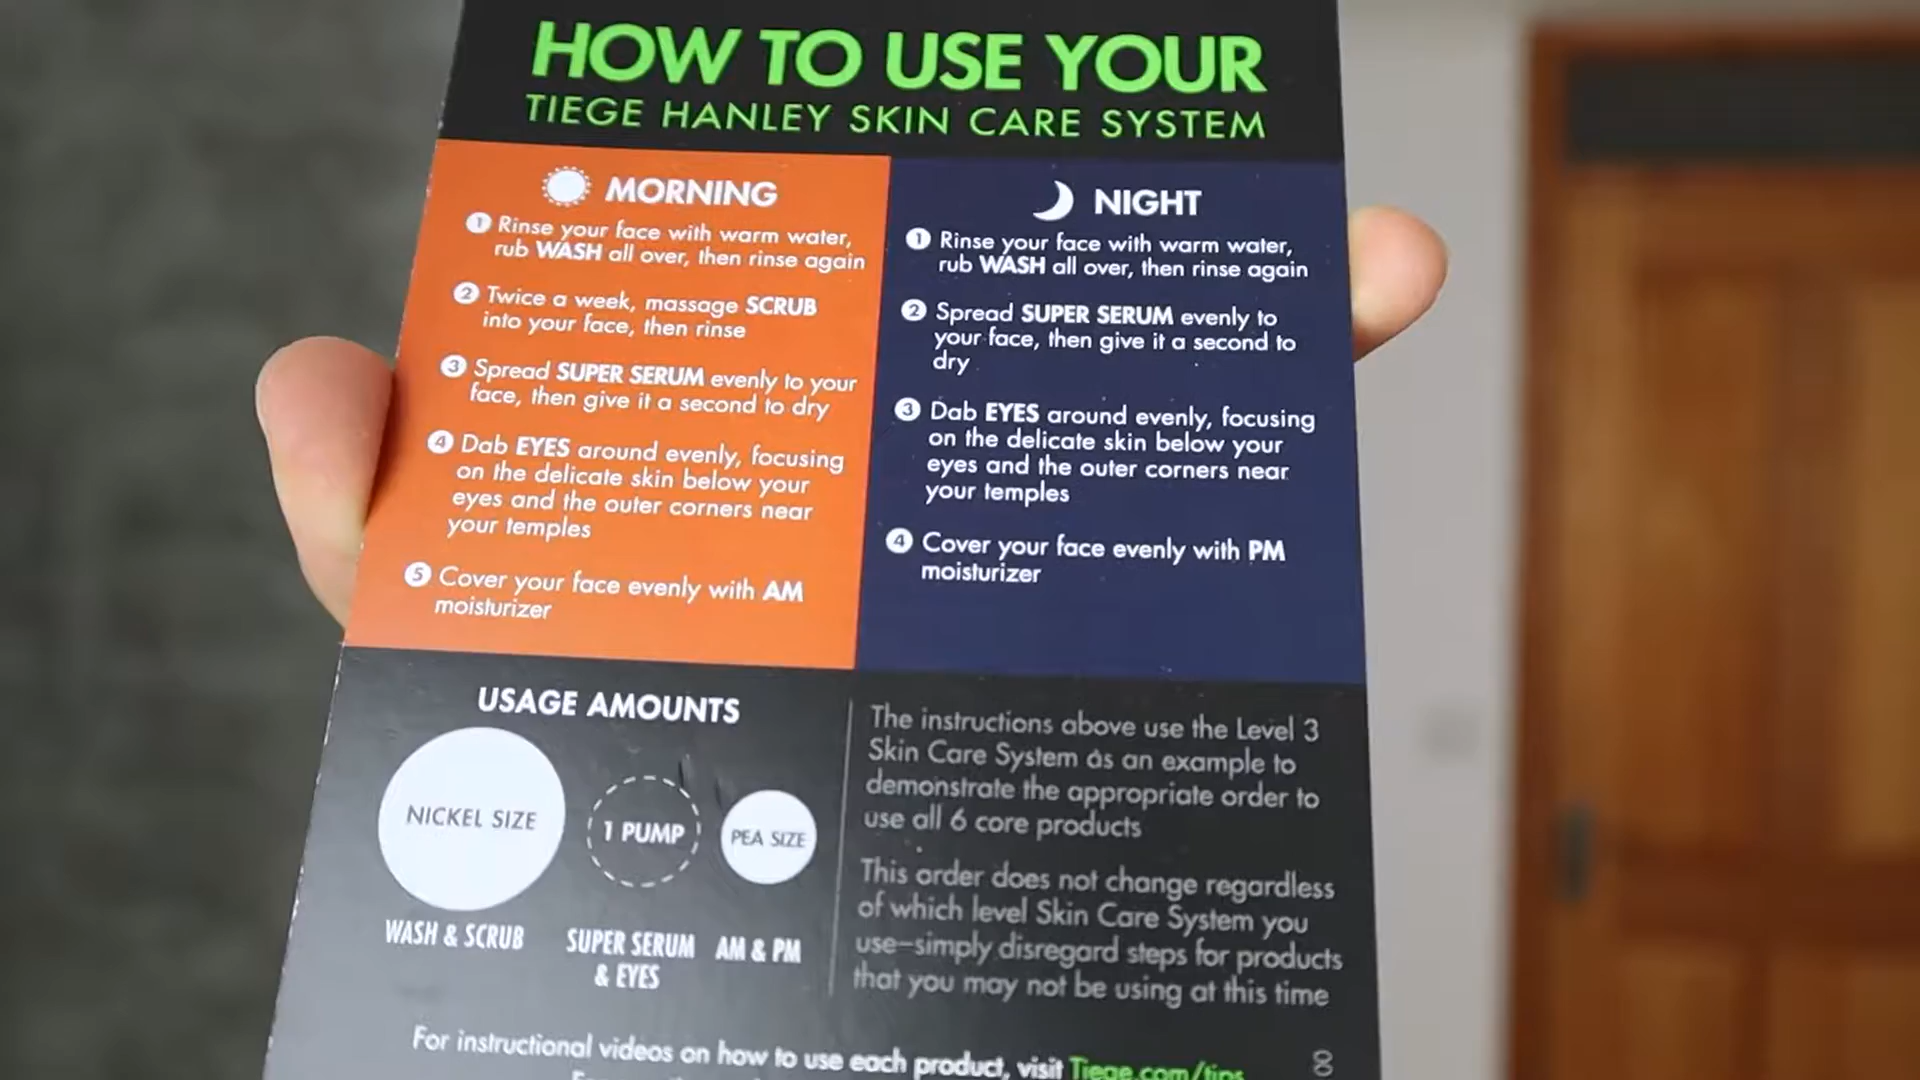 HOW TO USE YOUR
TIEGE HANLEY SKIN CARE SYSTEM
MORNING
1 Rinse your face with warm water,
rub WASH all over, then rinse again
2 Twice a week, massage SCRUB
into your face, then rinse
3 Spread SUPER SERUM evenly to your
face, then give it a second to dry
4 Dab EYES around evenly, focusing
on the delicate skin below your
eyes and the outer corners near
your temples
5 Cover your face evenly with AM
moisturizer
NIGHT
1 Rinse your face with warm water,
rub WASH all over, then rinse again
2 Spread SUPER SERUM evenly to
your face, then give it a second to
dry
3 Dab EYES around evenly, focusing
on the delicate skin below your
eyes and the outer corners near
your temples
4 Cover your face evenly with PM
moisturizer
USAGE AMOUNTS
NICKEL SIZE
WASH & SCRUB
1 PUMP
SUPER SERUM
& EYES
PEA SIZE
AM & PM
The instructions above use the Level 3
Skin Care System as an example to
demonstrate the appropriate order to
use all 6 core products
This order does not change regardless
of which level Skin Care System you
use–simply disregard steps for products
that you may not be using at this time
For instructional videos on how to use each product, visit Tiege.com/tips
8